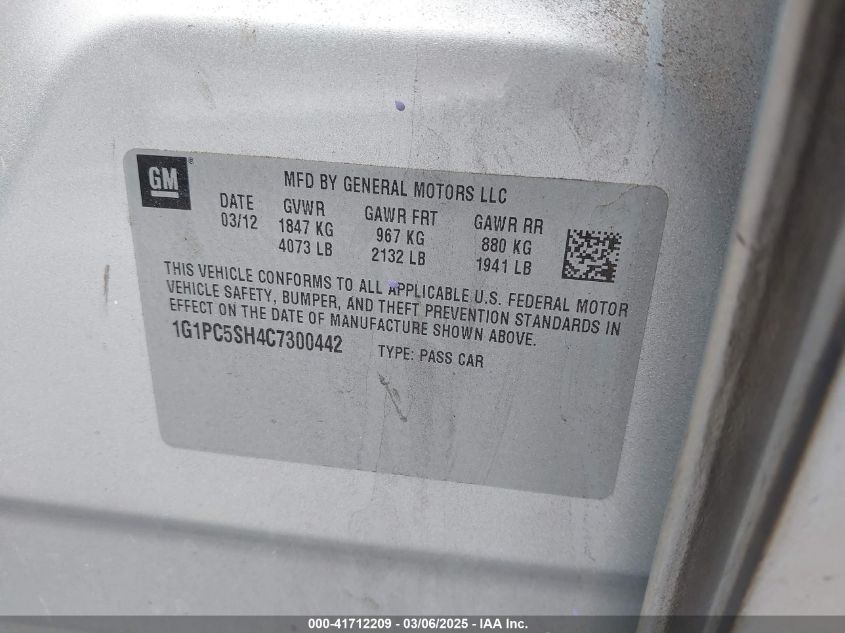 GM ®
MFD BY GENERAL MOTORS LLC
DATE GVWR GAWR FRT GAWR RR
03/12 1847 KG 967 KG 880 KG
4073 LB 2132 LB 1941 LB
THIS VEHICLE CONFORMS TO ALL APPLICABLE U.S. FEDERAL MOTOR
VEHICLE SAFETY, BUMPER, AND THEFT PREVENTION STANDARDS IN
EFFECT ON THE DATE OF MANUFACTURE SHOWN ABOVE.
1G1PC5SH4C7300442 TYPE: PASS CAR
000-41712209 - 03/06/2025 - IAA Inc.